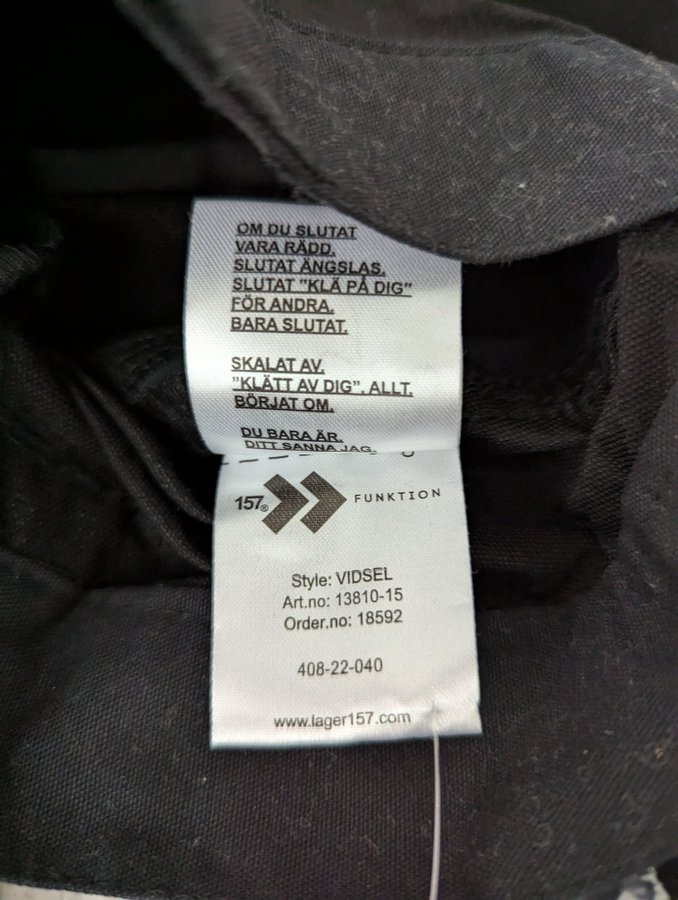 OM DU SLUTAT
VARA RÄDD.
SLUTAT ÄNGSLAS.
SLUTAT "KLÄ PÅ DIG"
FÖR ANDRA.
BARA SLUTAT.
SKALAT AV.
"KLÄTT AV DIG". ALLT.
BÖRJAT OM.
DU BARA ÄR.
DITT SANNA JAG.
157® FUNKTION
Style: VIDSEL
Art.no: 13810-15
Order.no: 18592
408-22-040
www.lager157.com